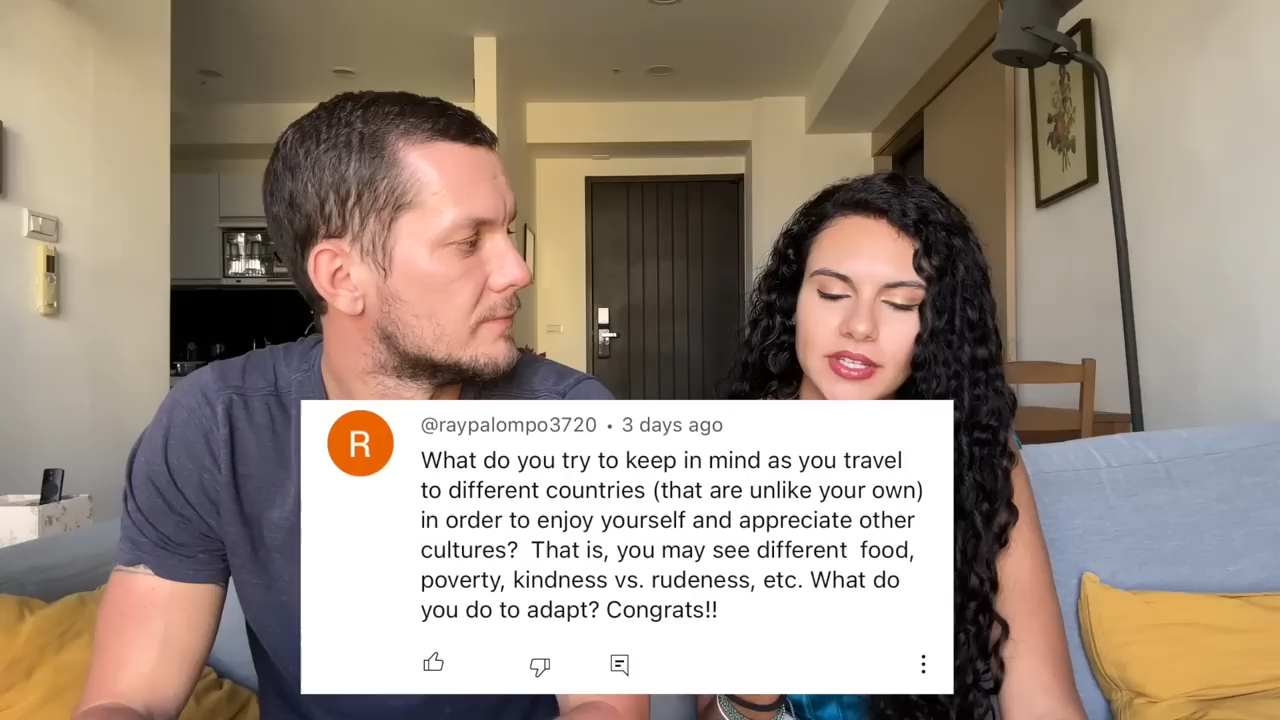 R
@raypalompo3720 • 3 days ago
What do you try to keep in mind as you travel
to different countries (that are unlike your own)
in order to enjoy yourself and appreciate other
cultures?  That is, you may see different  food,
poverty, kindness vs. rudeness, etc. What do
you do to adapt? Congrats!!